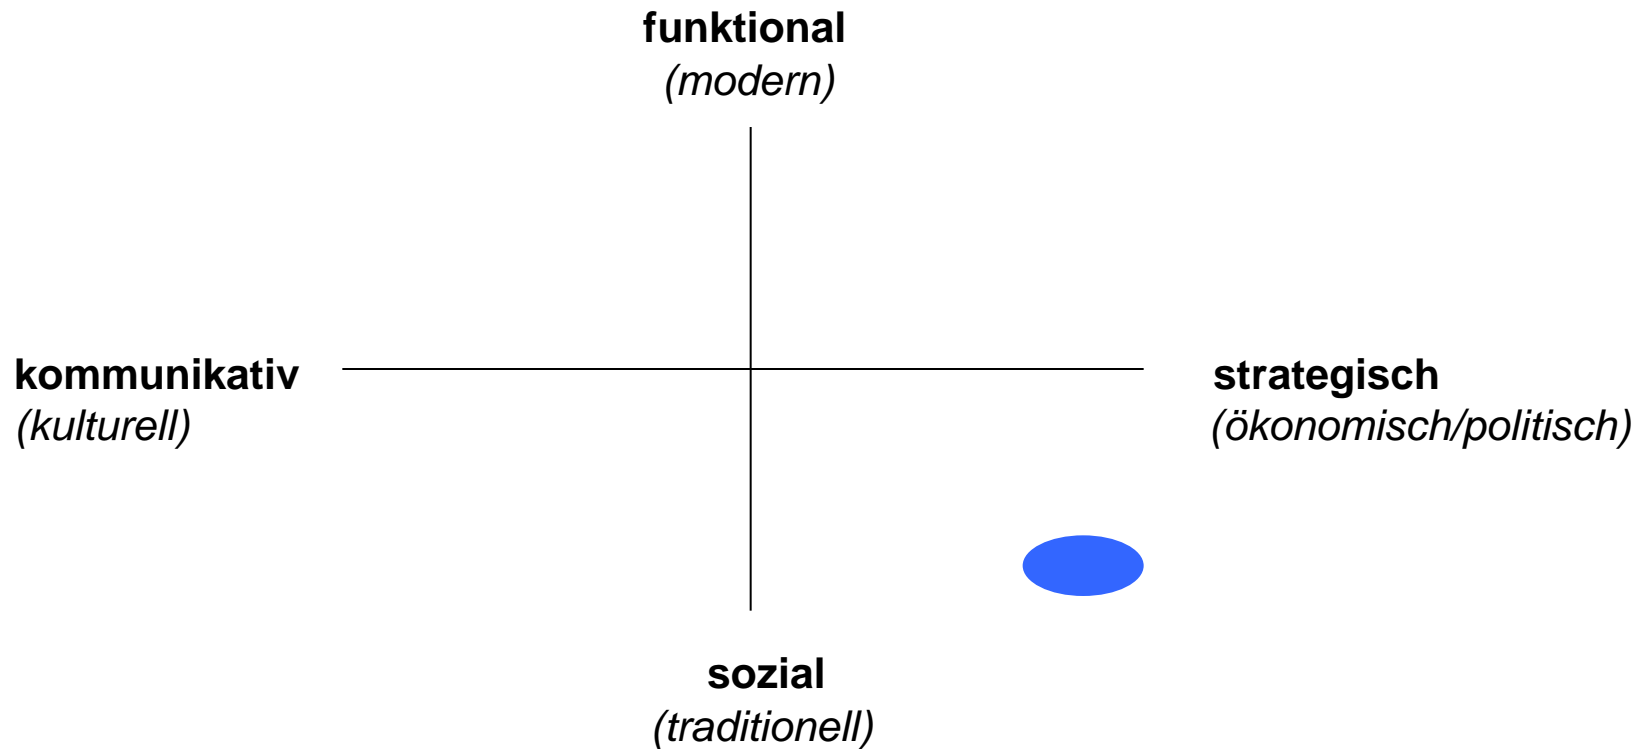 funktional
(modern)
kommunikativ
(kulturell)
strategisch
(ökonomisch/politisch)
sozial
(traditionell)